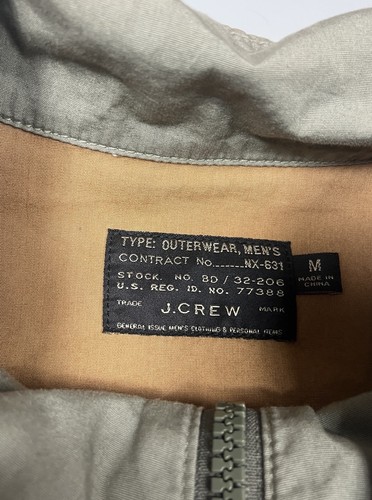 TYPE: OUTERWEAR, MEN'S
CONTRACT No.......NX-631
STOCK. NO. 8D / 32-206
U.S. REG. ID. NO. 77388
TRADE J.CREW MARK
GENERAL ISSUE MEN'S CLOTHING & PERSONAL ITEMS
M
MADE IN
CHINA